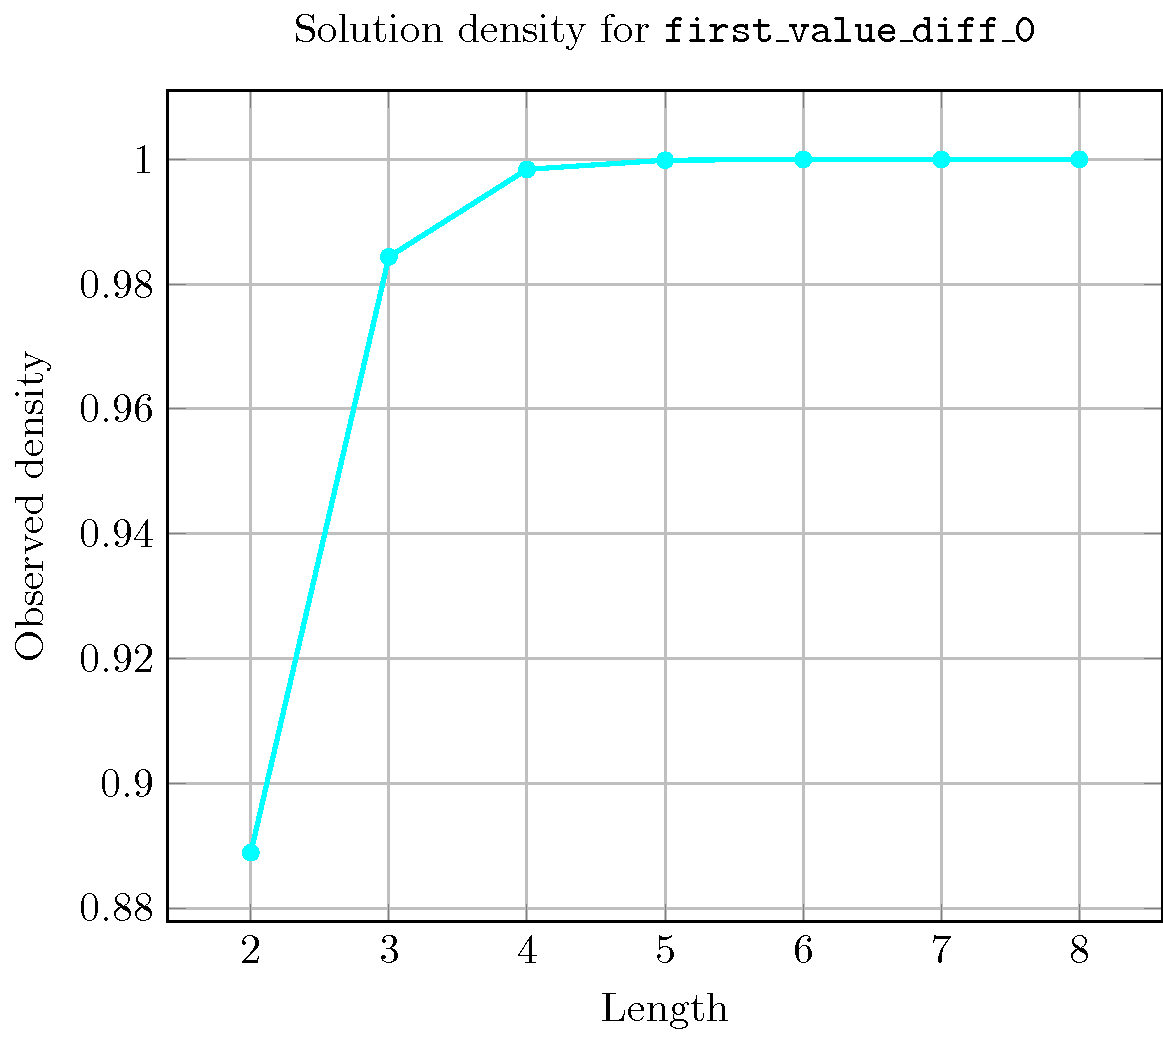 Solution density for first_value_diff_0
1
0.98
0.96
0.94
0.92
0.9
0.88
Observed density
2 3 4 5 6 7 8
Length